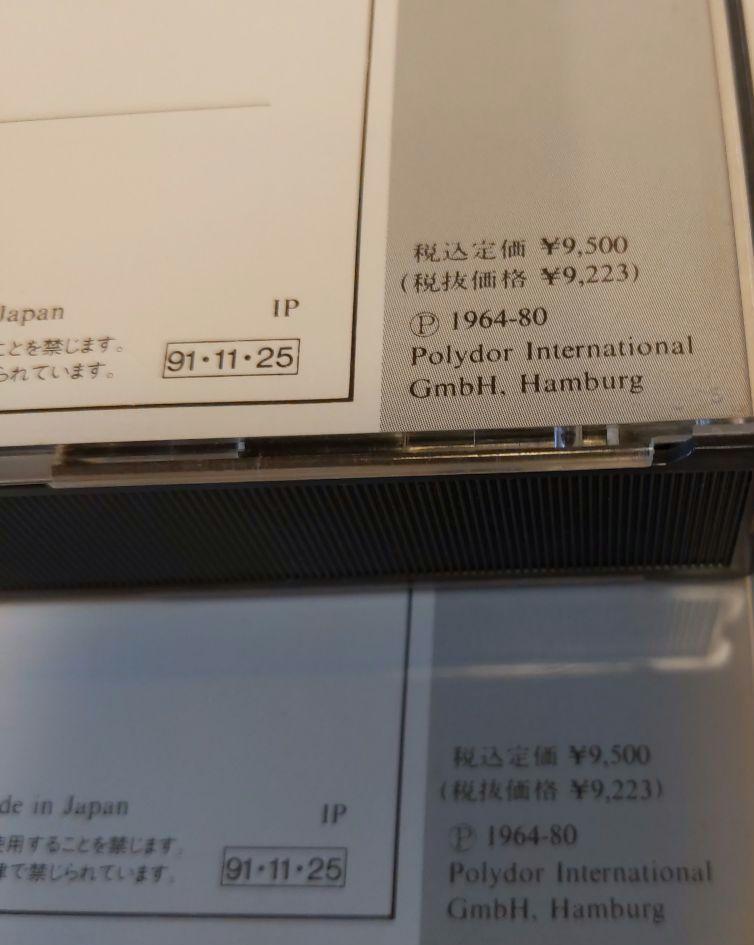 税込定価 ¥9,500
(税抜価格 ¥9,223)
Japan IP
Ⓟ 1964-80
ことを禁じます。
られています。
91・11・25
Polydor International
GmbH, Hamburg
税込定価 ¥9,500
(税抜価格 ¥9,223)
de in Japan IP
Ⓟ 1964-80
使用することを禁じます。
律で禁じられています。
91・11・25
Polydor International
GmbH, Hamburg